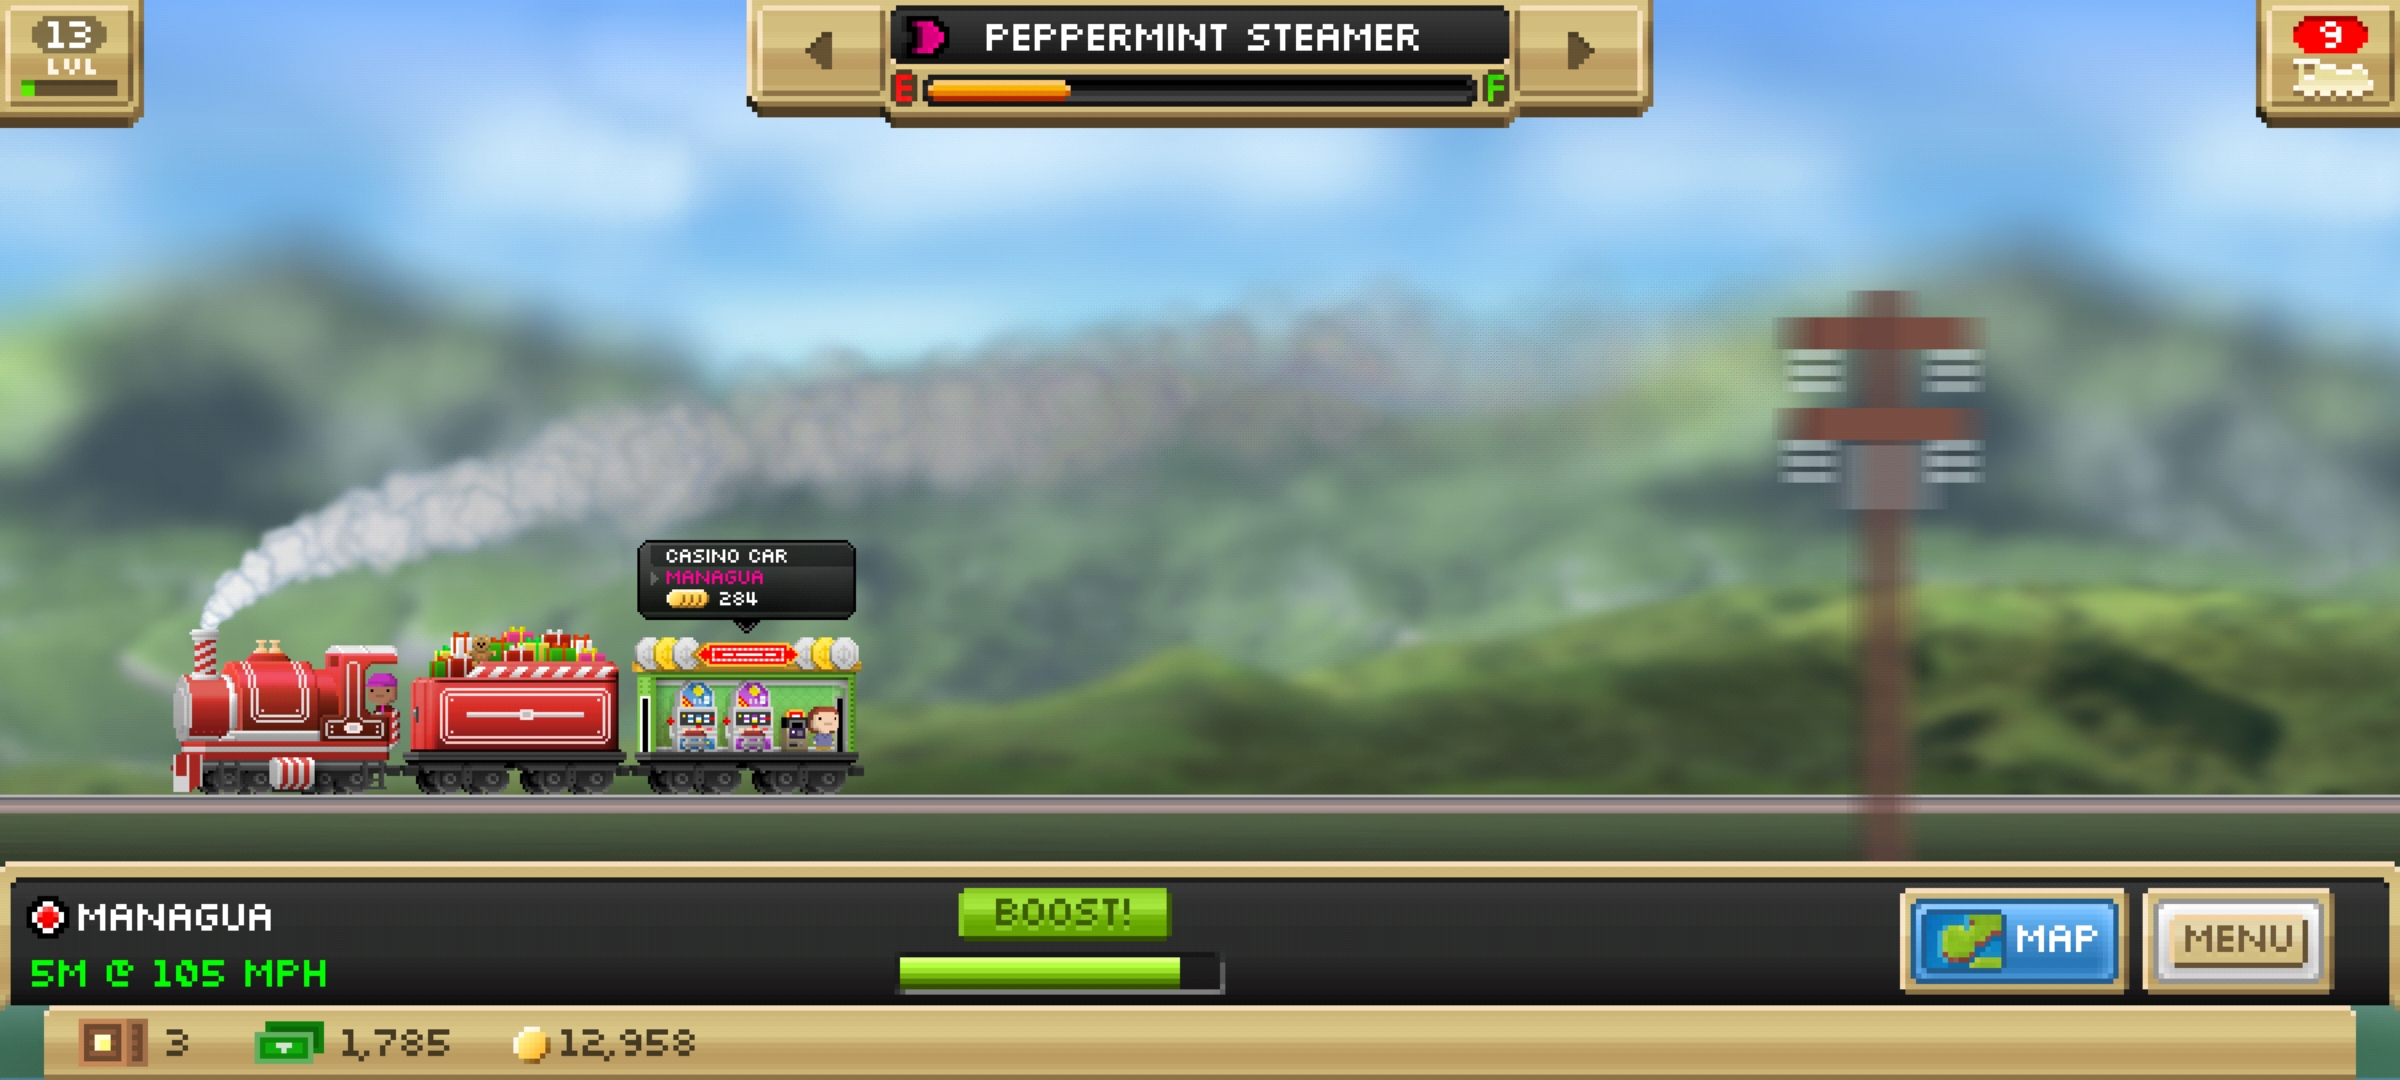 13
LVL
PEPPERMINT STEAMER
E
F
9
CASINO CAR
MANAGUA
284
MANAGUA
5M @ 105 MPH
BOOST!
MAP
MENU
3
1,785
12,958